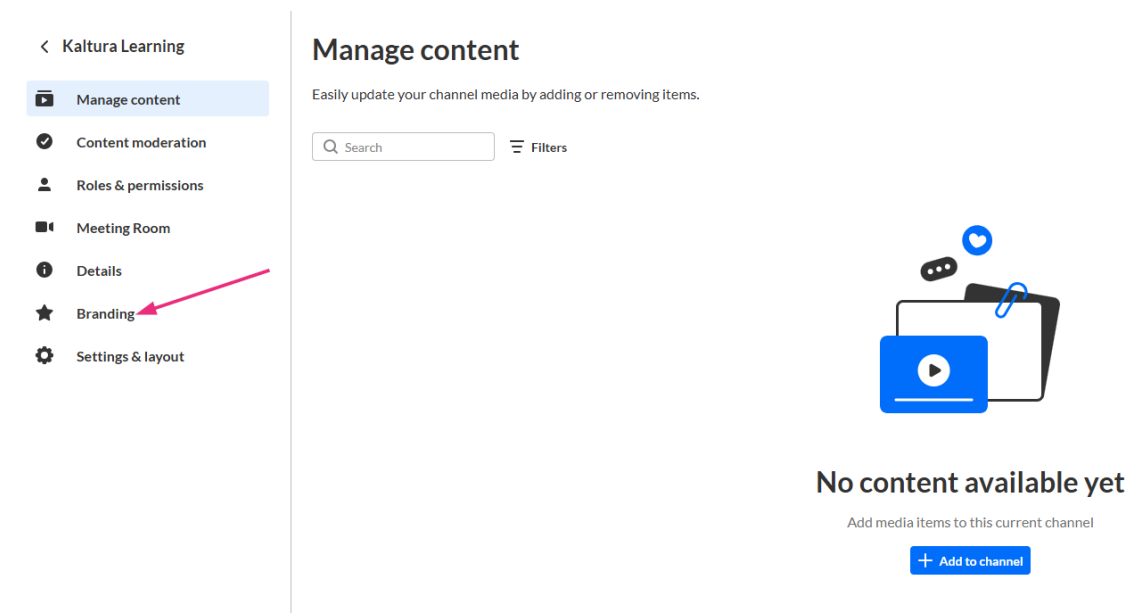 Kaltura Learning
Manage content
Content moderation
Roles & permissions
Meeting Room
Details
Branding
Settings & layout
Manage content
Easily update your channel media by adding or removing items.
Search
Filters
No content available yet
Add media items to this current channel
Add to channel